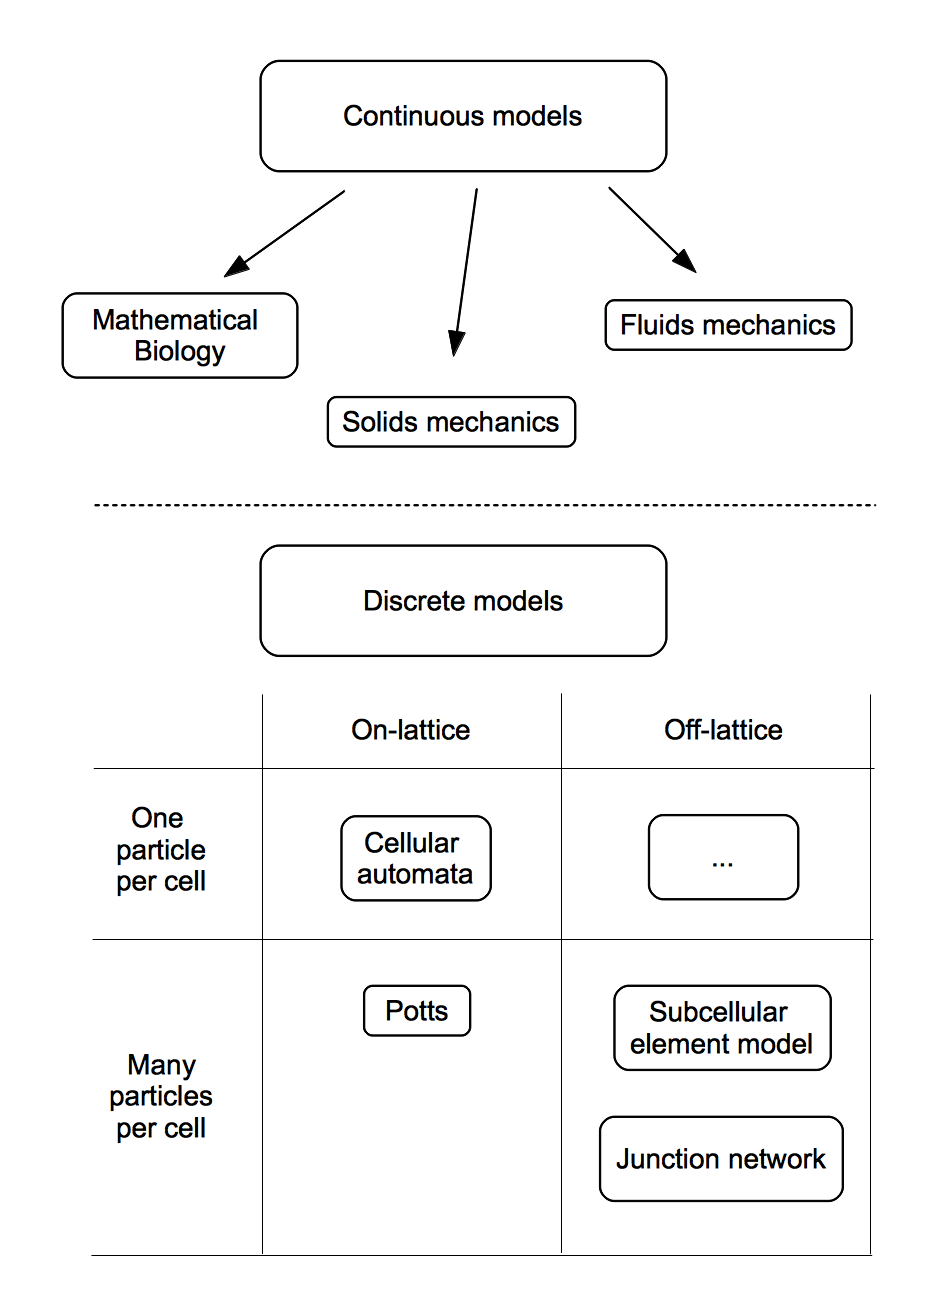 Continuous models
Mathematical
Biology
Fluids mechanics
Solids mechanics
Discrete models
On-lattice
Off-lattice
One
particle
per cell
Cellular
automata
...
Many
particles
per cell
Potts
Subcellular
element model
Junction network